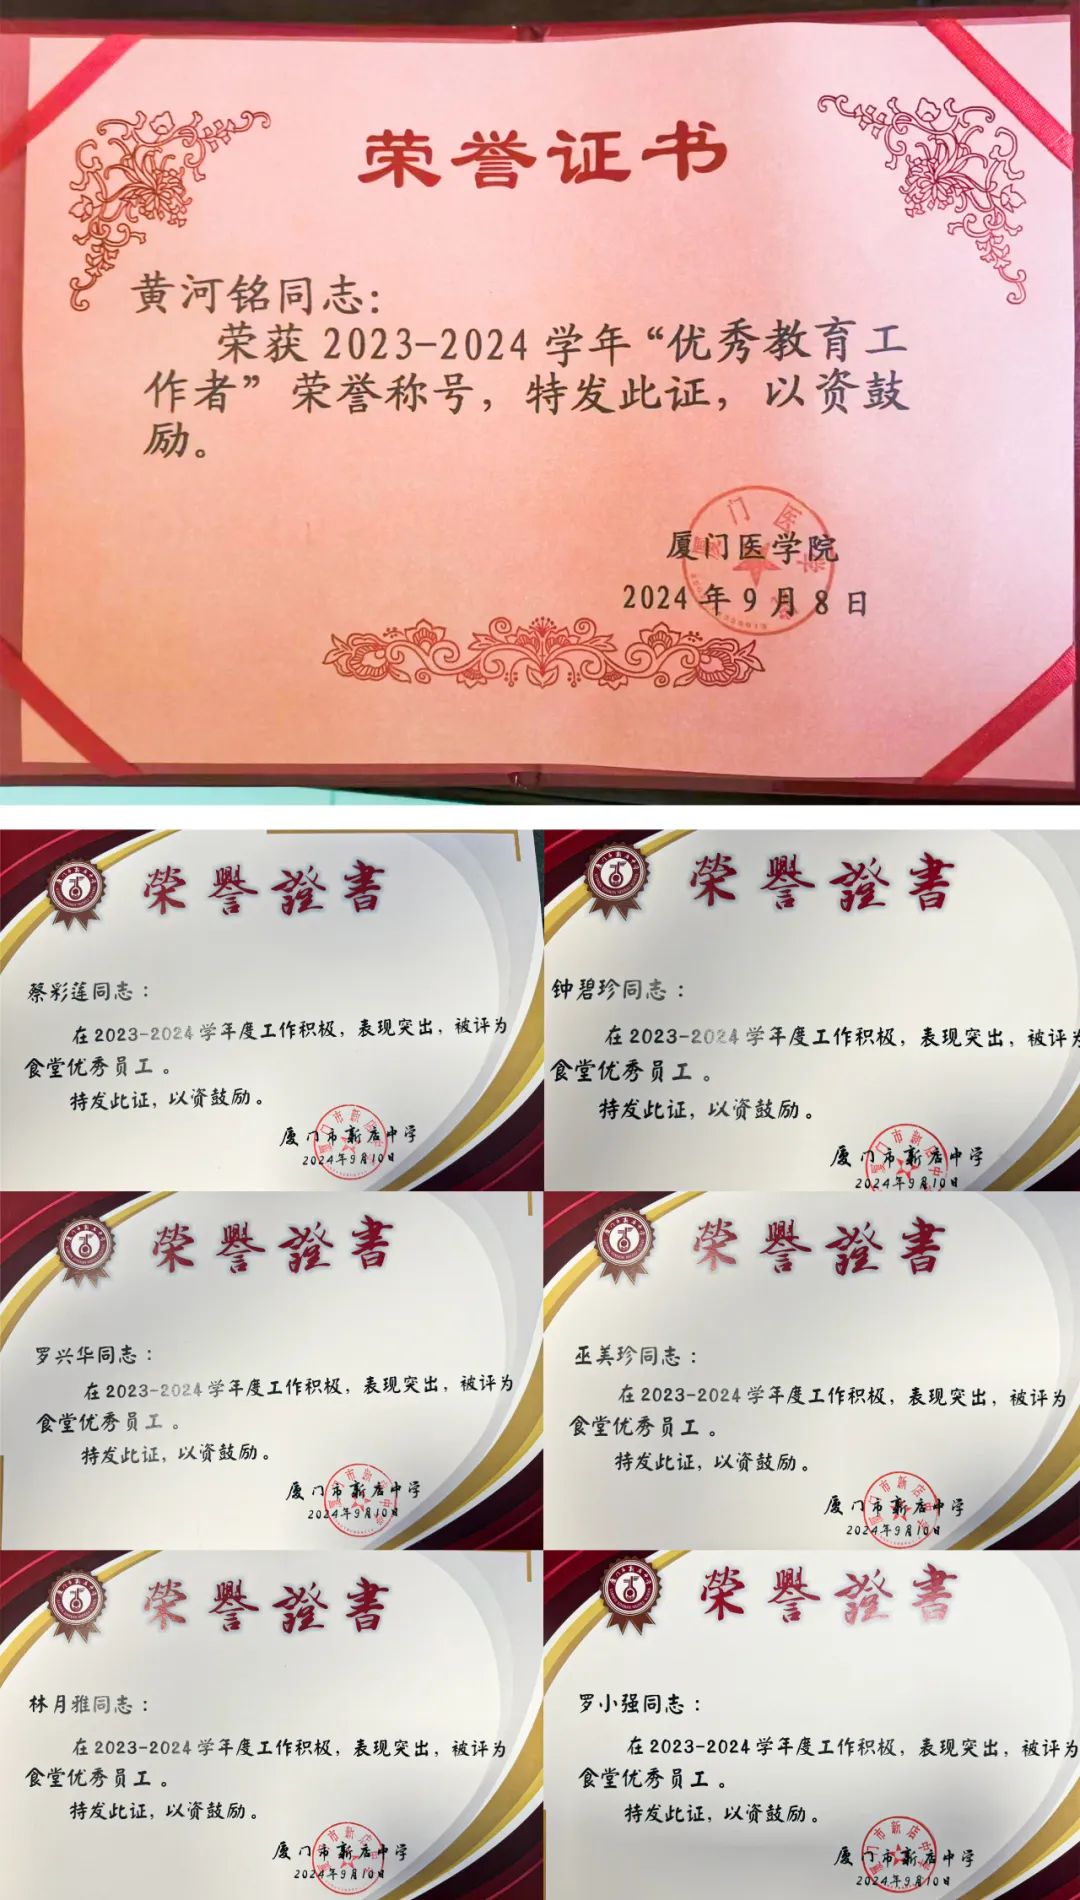 荣誉证书
黄河铭同志：
荣获 2023-2024 学年“优秀教育工
作者”荣誉称号，特发此证，以资鼓
励。
厦门医学院
2024 年 9 月 8 日
榮譽證書
蔡彩莲同志：
在2023-2024学年度工作积极，表现突出，被评为
食堂优秀员工。
特发此证，以资鼓励。
厦门市新店中学
2024年9月10日
榮譽證書
钟碧珍同志：
在2023-2024学年度工作积极，表现突出，被评为
食堂优秀员工。
特发此证，以资鼓励。
厦门市新店中学
2024年9月10日
榮譽證書
罗兴华同志：
在2023-2024学年度工作积极，表现突出，被评为
食堂优秀员工。
特发此证，以资鼓励。
厦门市新店中学
2024年9月10日
榮譽證書
巫美珍同志：
在2023-2024学年度工作积极，表现突出，被评为
食堂优秀员工。
特发此证，以资鼓励。
厦门市新店中学
2024年9月10日
榮譽證書
林月雅同志：
在2023-2024学年度工作积极，表现突出，被评为
食堂优秀员工。
特发此证，以资鼓励。
厦门市新店中学
2024年9月10日
榮譽證書
罗小强同志：
在2023-2024学年度工作积极，表现突出，被评为
食堂优秀员工。
特发此证，以资鼓励。
厦门市新店中学
2024年9月10日